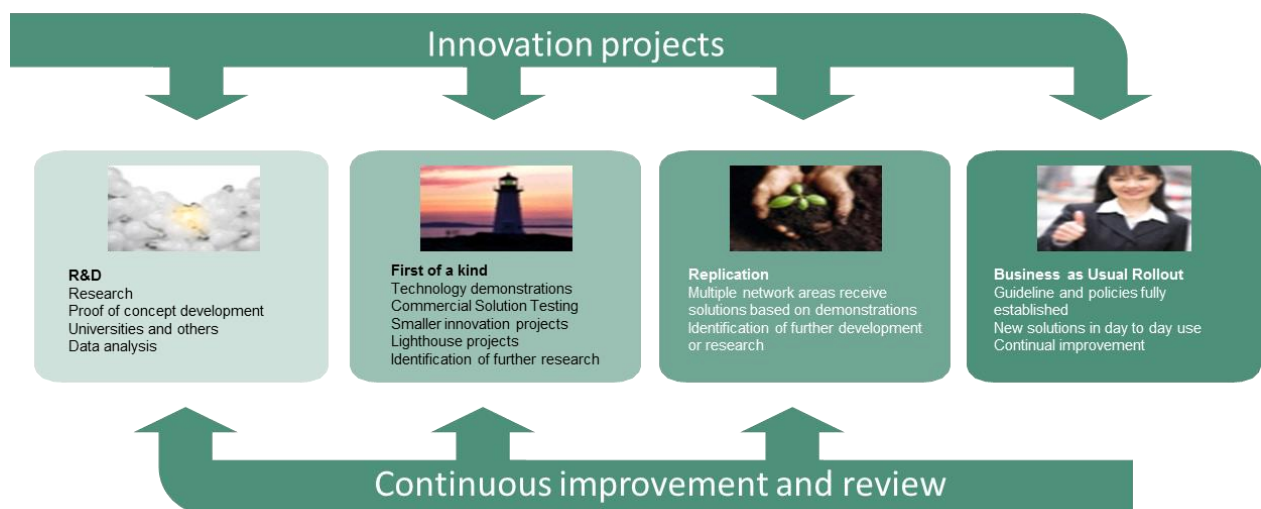 Innovation projects
R&D
Research
Proof of concept development
Universities and others
Data analysis
First of a kind
Technology demonstrations
Commercial Solution Testing
Smaller innovation projects
Lighthouse projects
Identification of further research
Replication
Multiple network areas receive
solutions based on demonstrations
Identification of further development
or research
Business as Usual Rollout
Guideline and policies fully
established
New solutions in day to day use
Continual improvement
Continuous improvement and review